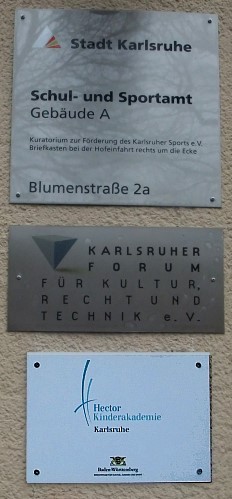 Stadt Karlsruhe
Schul- und Sportamt
Gebäude A
Kuratorium zur Förderung des Karlsruher Sports e.V.
Briefkasten bei der Hofeinfahrt rechts um die Ecke
Blumenstraße 2a
KARLSRUHER
FORUM
FÜR KULTUR,
RECHT UND
TECHNIK e. V.
Hector
Kinderakademie
Karlsruhe
Baden-Württemberg